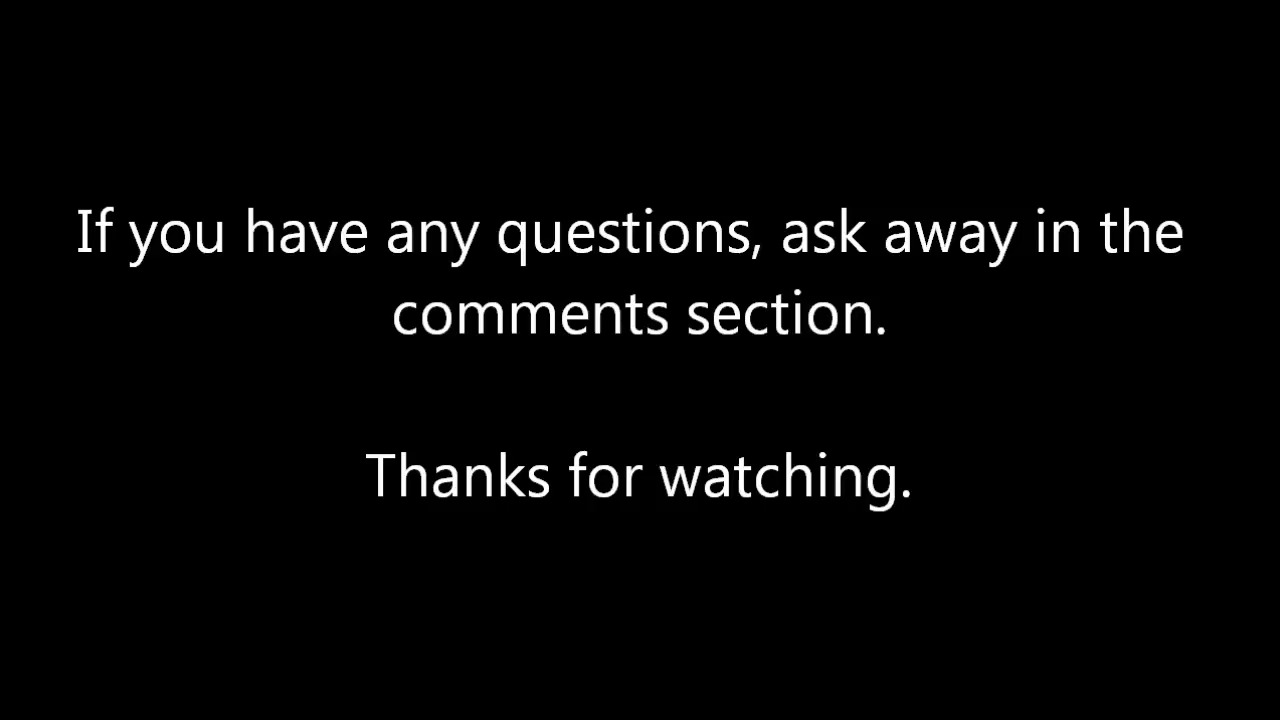 If you have any questions, ask away in the
comments section.
Thanks for watching.